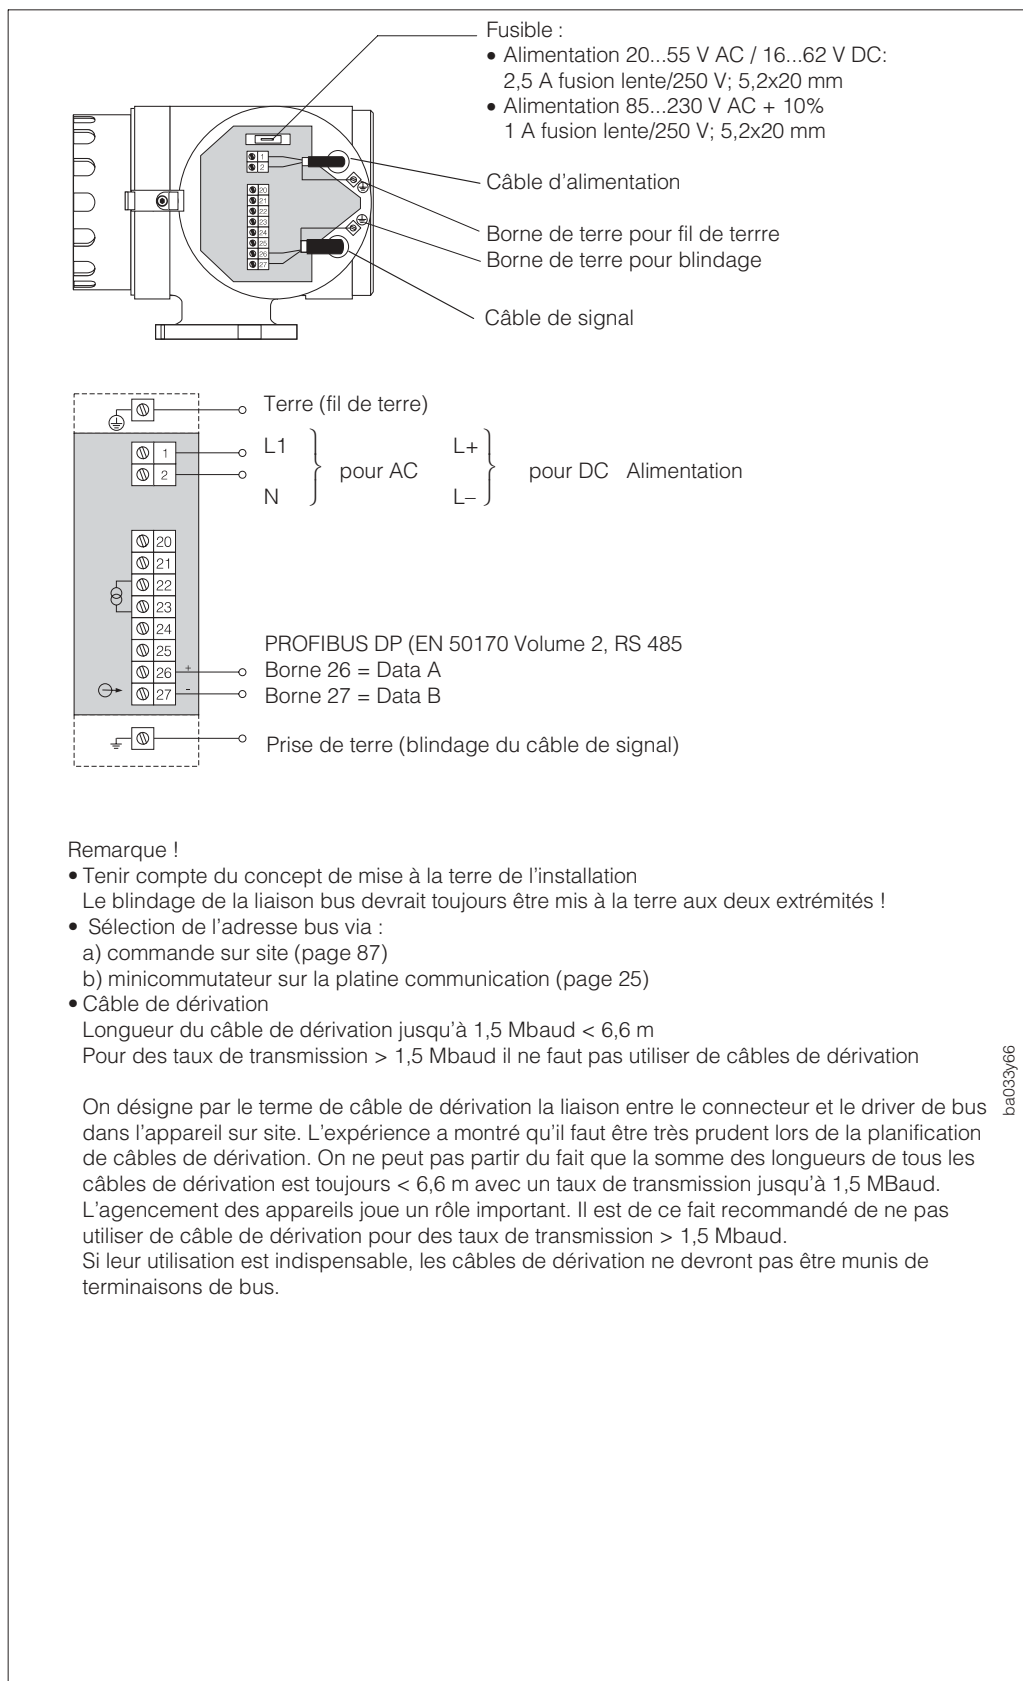 Fusible :
• Alimentation 20...55 V AC / 16...62 V DC:
2,5 A fusion lente/250 V; 5,2x20 mm
• Alimentation 85...230 V AC + 10%
1 A fusion lente/250 V; 5,2x20 mm
1
2
20
21
22
23
24
25
26
27
Câble d'alimentation
Borne de terre pour fil de terrre
Borne de terre pour blindage
Câble de signal
Terre (fil de terre)
1
2
L1
N
pour AC
L+
L–
pour DC Alimentation
20
21
22
23
24
25
26 +
27 -
PROFIBUS DP (EN 50170 Volume 2, RS 485
Borne 26 = Data A
Borne 27 = Data B
Prise de terre (blindage du câble de signal)
Remarque !
• Tenir compte du concept de mise à la terre de l'installation
Le blindage de la liaison bus devrait toujours être mis à la terre aux deux extrémités !
• Sélection de l'adresse bus via :
a) commande sur site (page 87)
b) minicommutateur sur la platine communication (page 25)
• Câble de dérivation
Longueur du câble de dérivation jusqu'à 1,5 Mbaud < 6,6 m
Pour des taux de transmission > 1,5 Mbaud il ne faut pas utiliser de câbles de dérivation
On désigne par le terme de câble de dérivation la liaison entre le connecteur et le driver de bus
dans l'appareil sur site. L'expérience a montré qu'il faut être très prudent lors de la planification
de câbles de dérivation. On ne peut pas partir du fait que la somme des longueurs de tous les
câbles de dérivation est toujours < 6,6 m avec un taux de transmission jusqu'à 1,5 MBaud.
L'agencement des appareils joue un rôle important. Il est de ce fait recommandé de ne pas
utiliser de câble de dérivation pour des taux de transmission > 1,5 Mbaud.
Si leur utilisation est indispensable, les câbles de dérivation ne devront pas être munis de
terminaisons de bus.
ba033y66